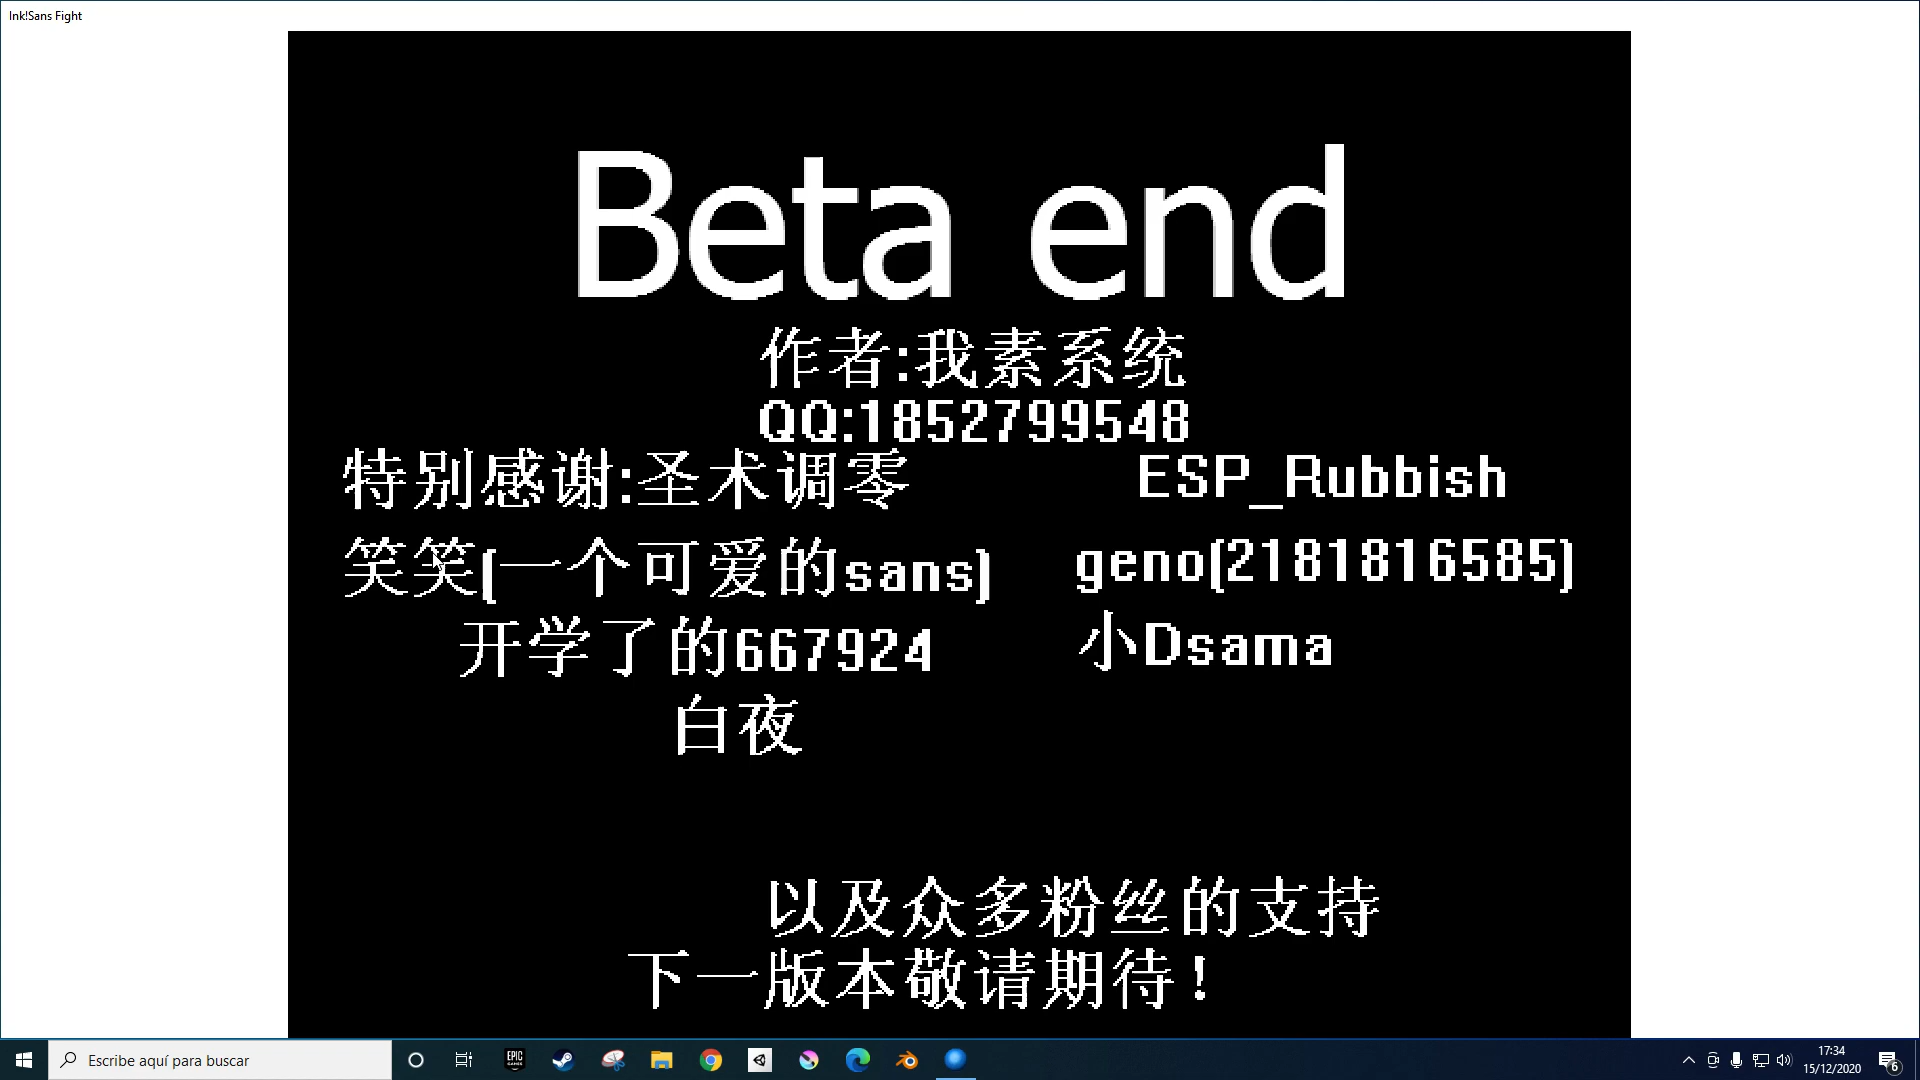 Ink!Sans Fight
Beta end
作者:我素系统
QQ:1852799548
特别感谢:圣术调零 ESP_Rubbish
笑笑(一个可爱的sans) geno(2181816585)
开学了的667924 小Dsama
白夜
以及众多粉丝的支持
下一版本敬请期待!
Escribe aquí para buscar
EPIC GAMES
17:34
15/12/2020
6